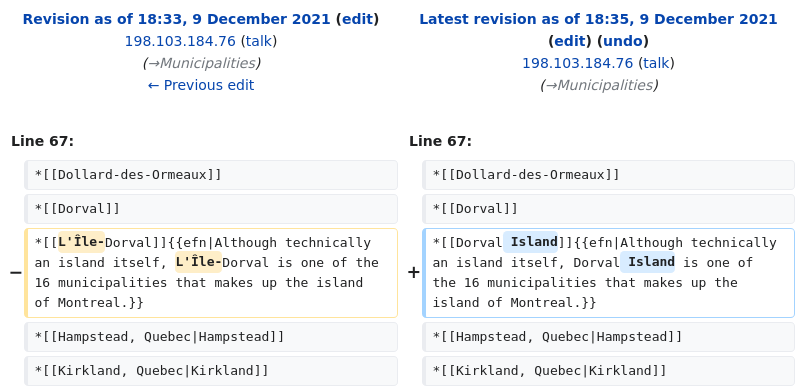 Revision as of 18:33, 9 December 2021 (edit)
198.103.184.76 (talk)
(→Municipalities)
← Previous edit
Latest revision as of 18:35, 9 December 2021
(edit) (undo)
198.103.184.76 (talk)
(→Municipalities)
Line 67:
*[[Dollard-des-Ormeaux]]
*[[Dorval]]
− *[[L'Île-Dorval]]{{efn|Although technically
an island itself, L'Île-Dorval is one of the
16 municipalities that makes up the island
of Montreal.}}
*[[Hampstead, Quebec|Hampstead]]
*[[Kirkland, Quebec|Kirkland]]
Line 67:
*[[Dollard-des-Ormeaux]]
*[[Dorval]]
+ *[[Dorval Island]]{{efn|Although technically
an island itself, Dorval Island is one of
the 16 municipalities that makes up the
island of Montreal.}}
*[[Hampstead, Quebec|Hampstead]]
*[[Kirkland, Quebec|Kirkland]]